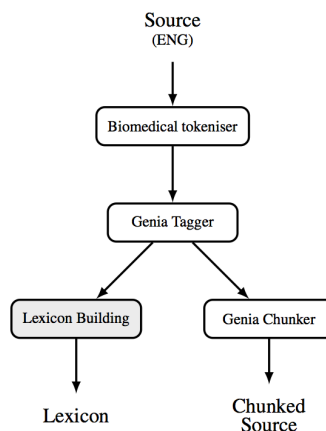 Source
(ENG)
Biomedical tokeniser
Genia Tagger
Lexicon Building
Genia Chunker
Lexicon
Chunked
Source